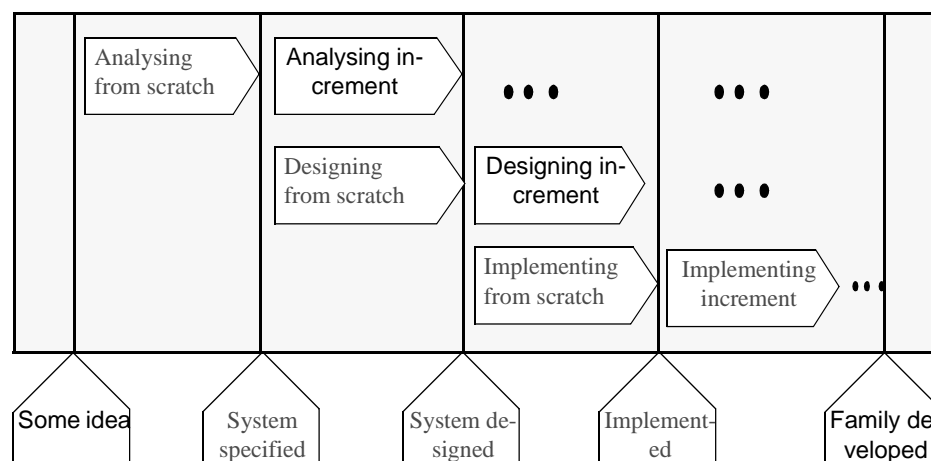 Analysing
from scratch
Analysing in-
crement
Designing
from scratch
Designing in-
crement
Implementing
from scratch
Implementing
increment
Some idea
System
specified
System de-
signed
Implement-
ed
Family de
veloped